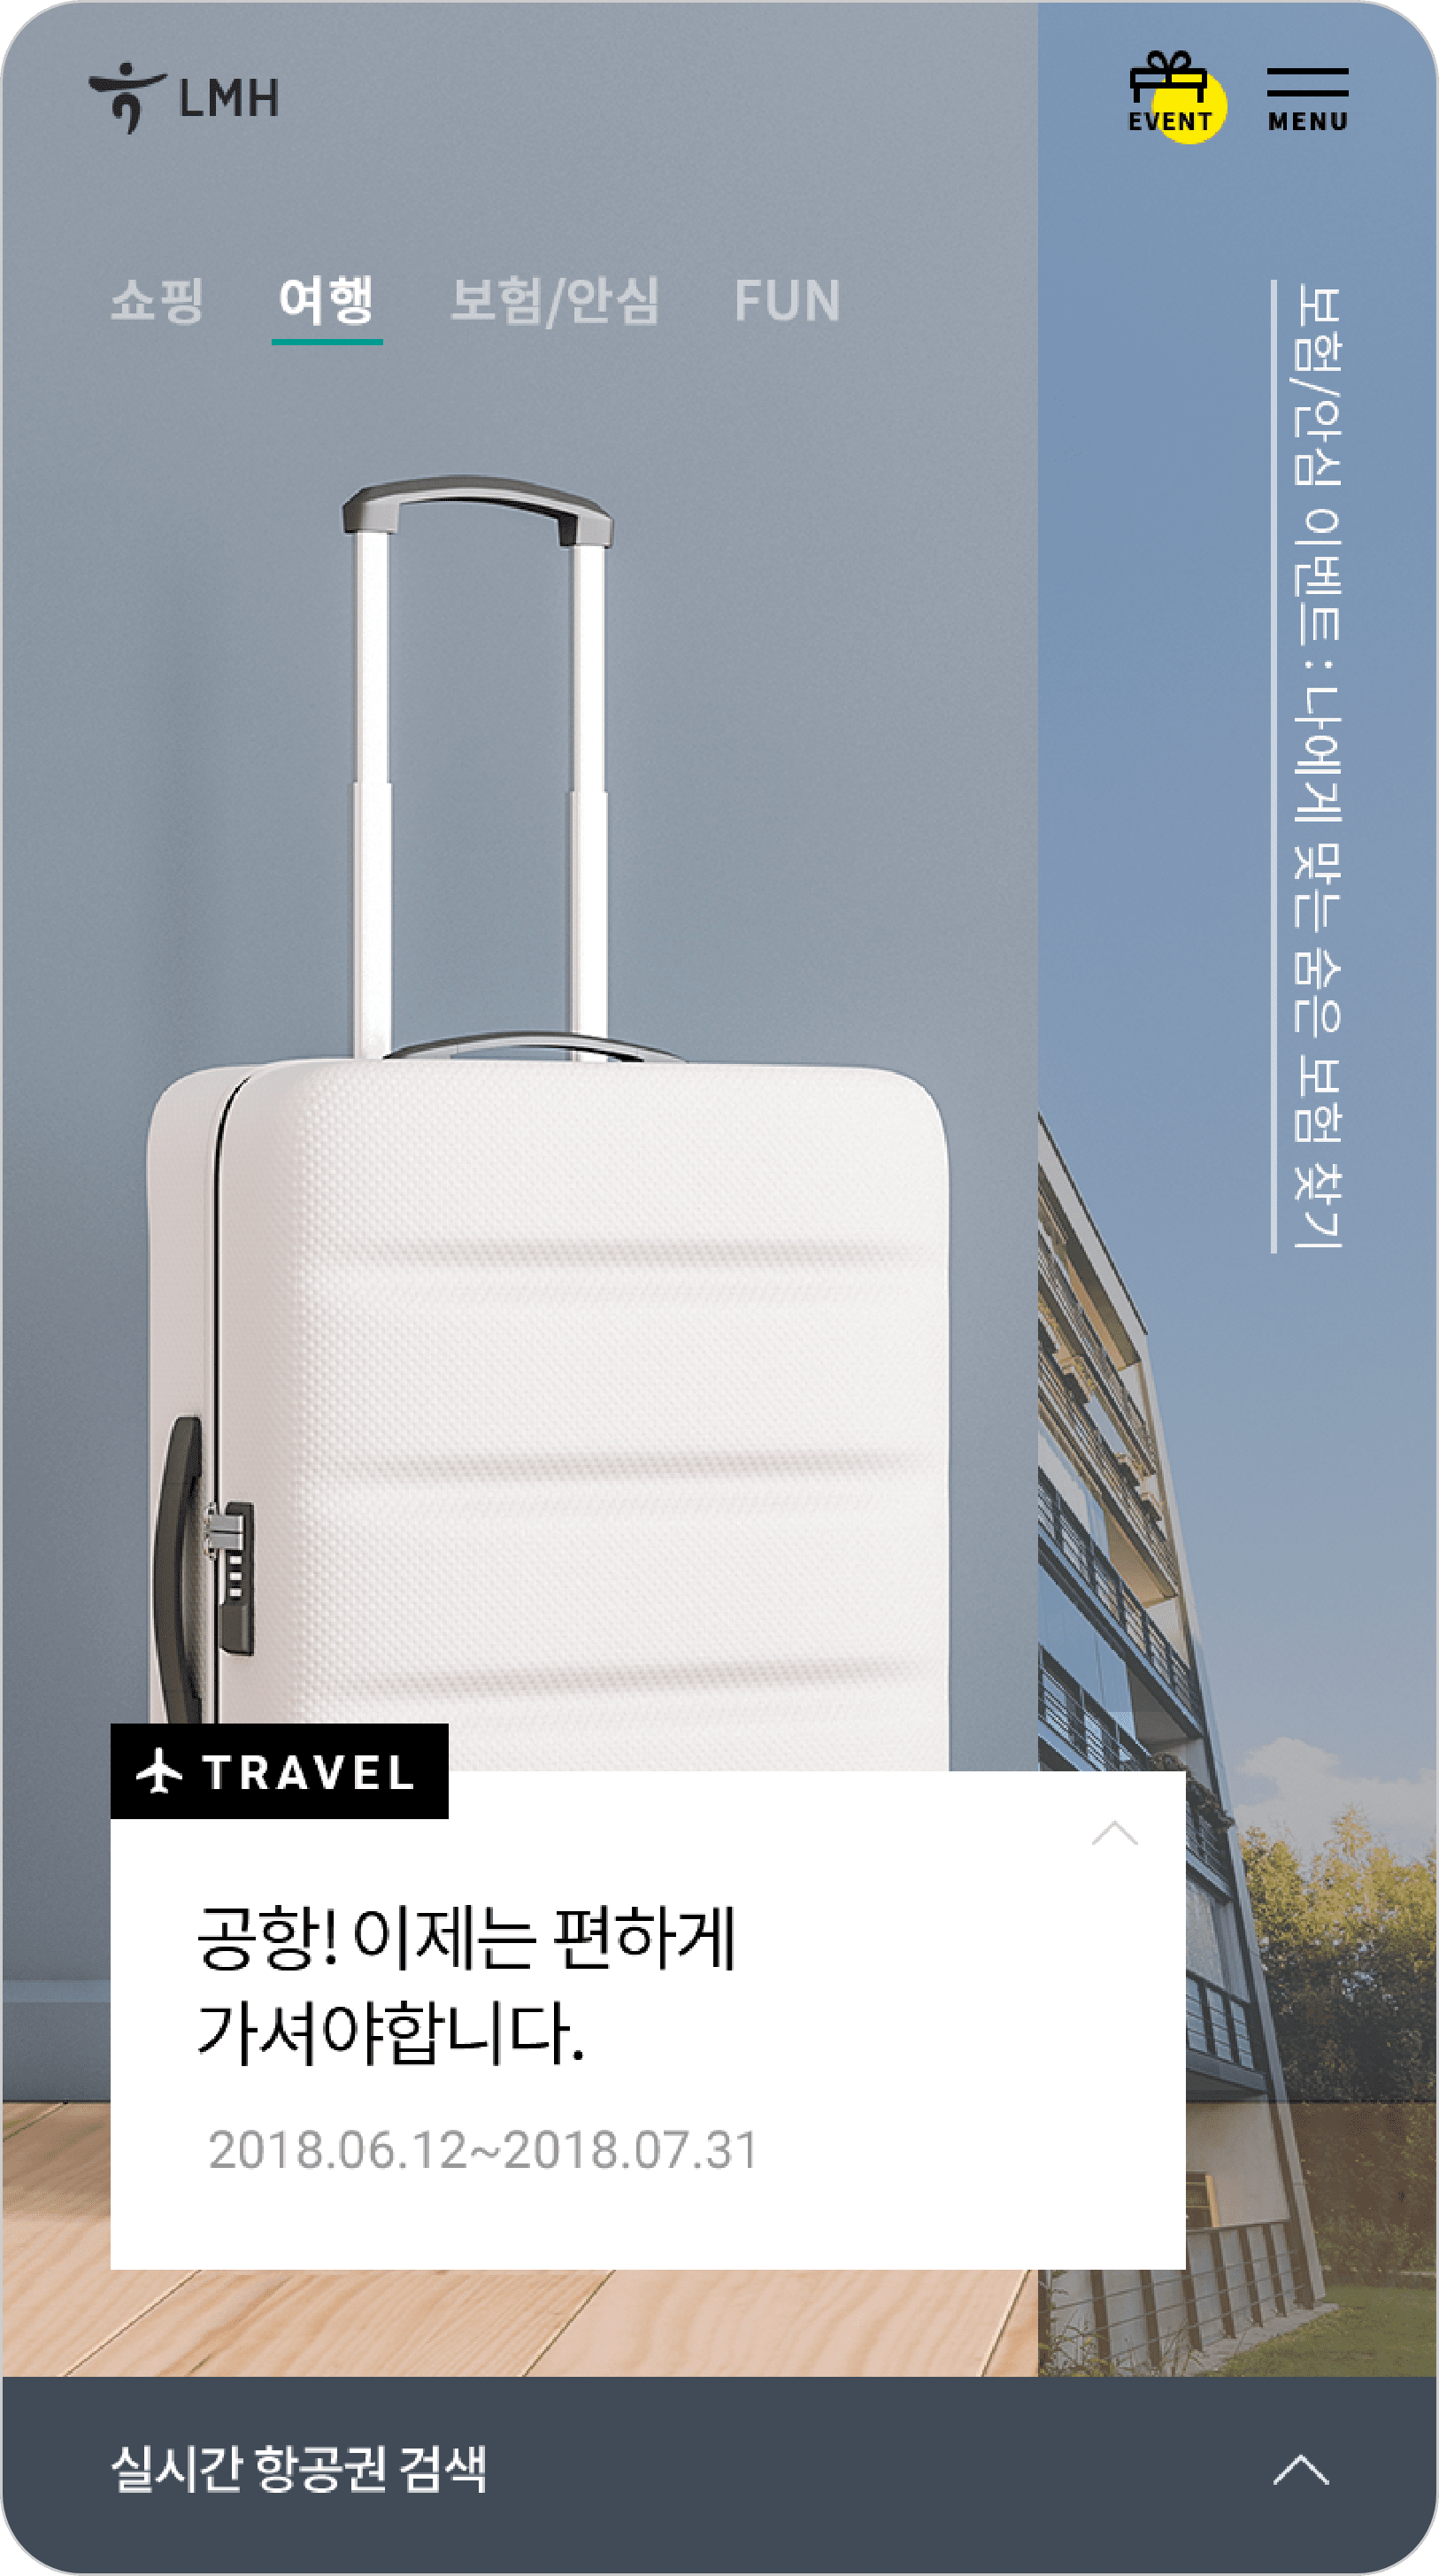 LMH
EVENT
MENU
쇼핑 여행 보험/안심 FUN
보험/안심 이벤트 : 나에게 맞는 숨은 보험 찾기
TRAVEL
공항! 이제는 편하게
가셔야합니다.
2018.06.12~2018.07.31
실시간 항공권 검색